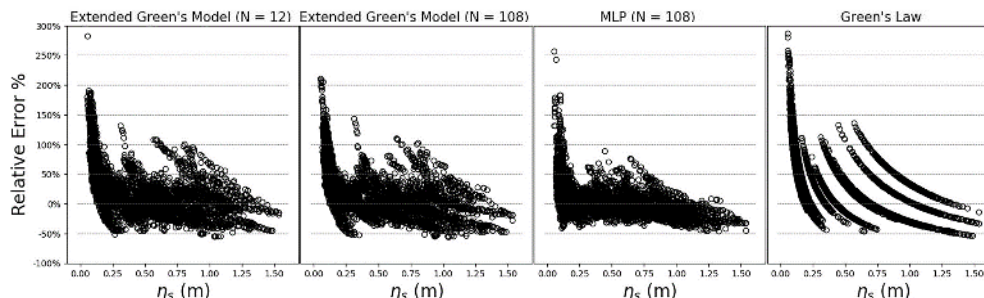 Extended Green's Model (N = 12) Extended Green's Model (N = 108) MLP (N = 108) Green's Law
300%
250%
200%
150%
100%
50%
0%
-50%
-100%
Relative Error %
0.00 0.25 0.50 0.75 1.00 1.25 1.50 0.00 0.25 0.50 0.75 1.00 1.25 1.50 0.00 0.25 0.50 0.75 1.00 1.25 1.50 0.00 0.25 0.50 0.75 1.00 1.25 1.50
ηs (m) ηs (m) ηs (m) ηs (m)